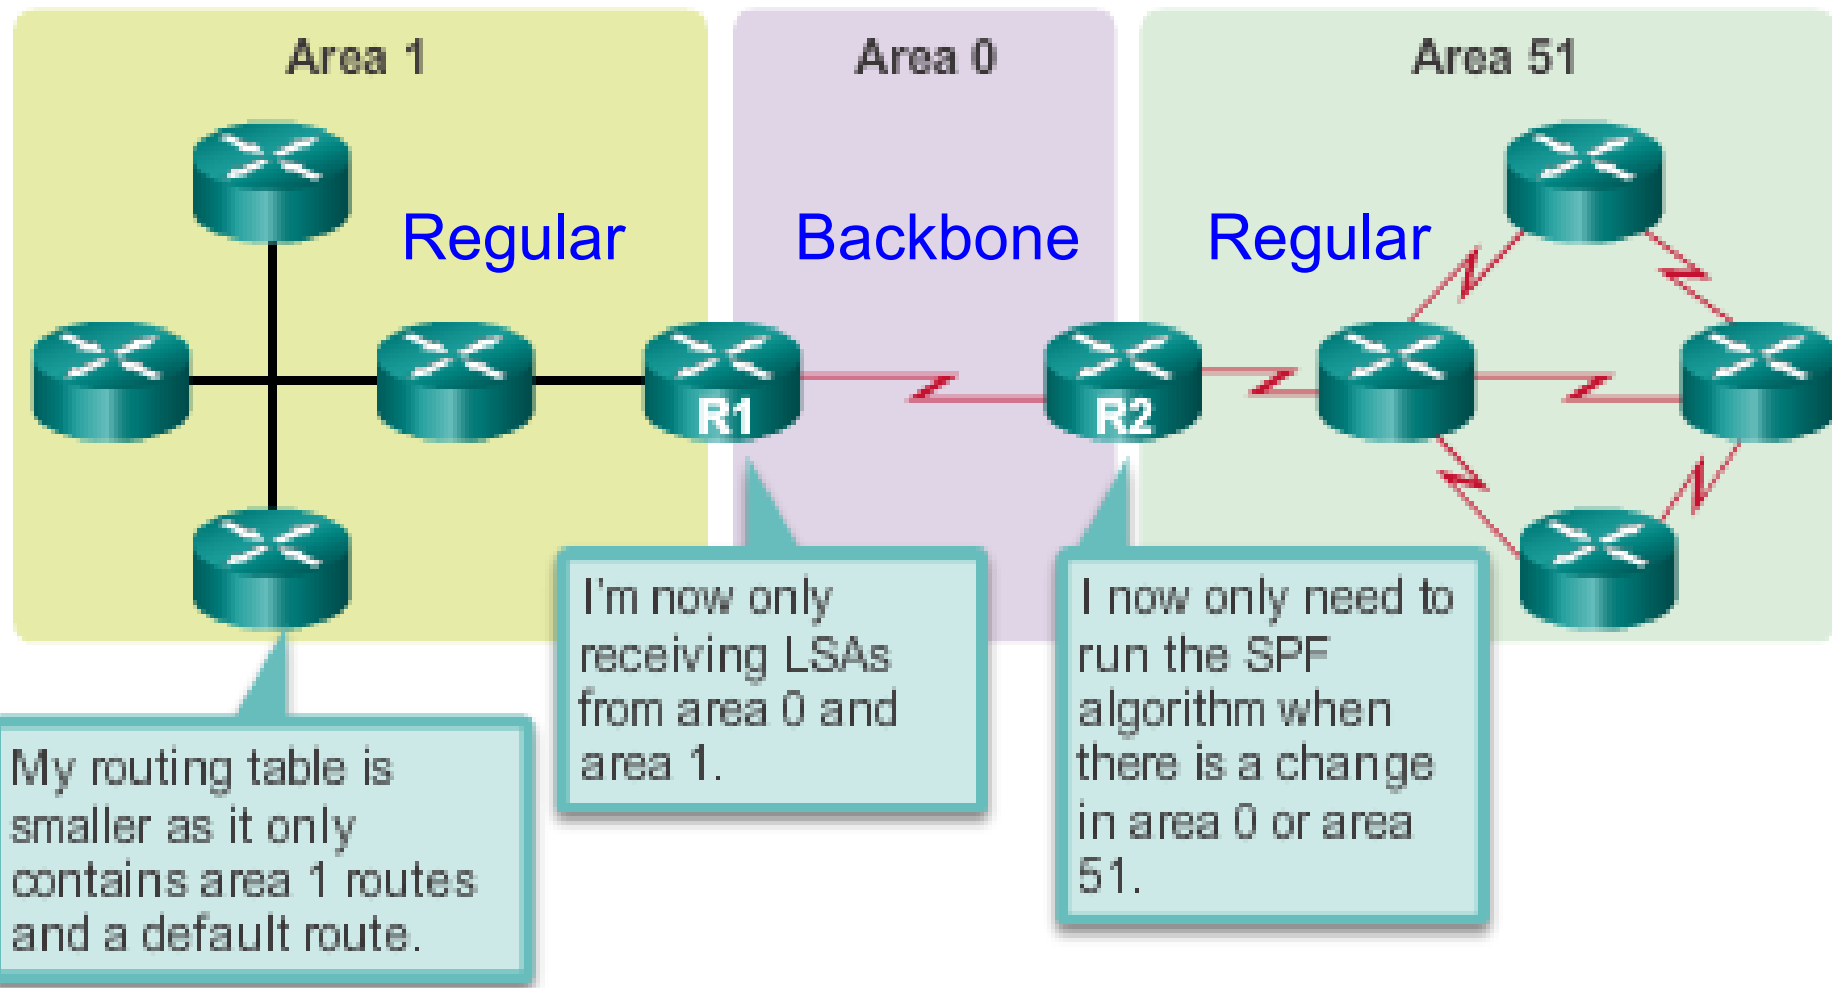 Area 1
Area 0
Area 51
Regular
Backbone
Regular
R1
R2
I'm now only
receiving LSAs
from area 0 and
area 1.
I now only need to
run the SPF
algorithm when
there is a change
in area 0 or area
51.
My routing table is
smaller as it only
contains area 1 routes
and a default route.